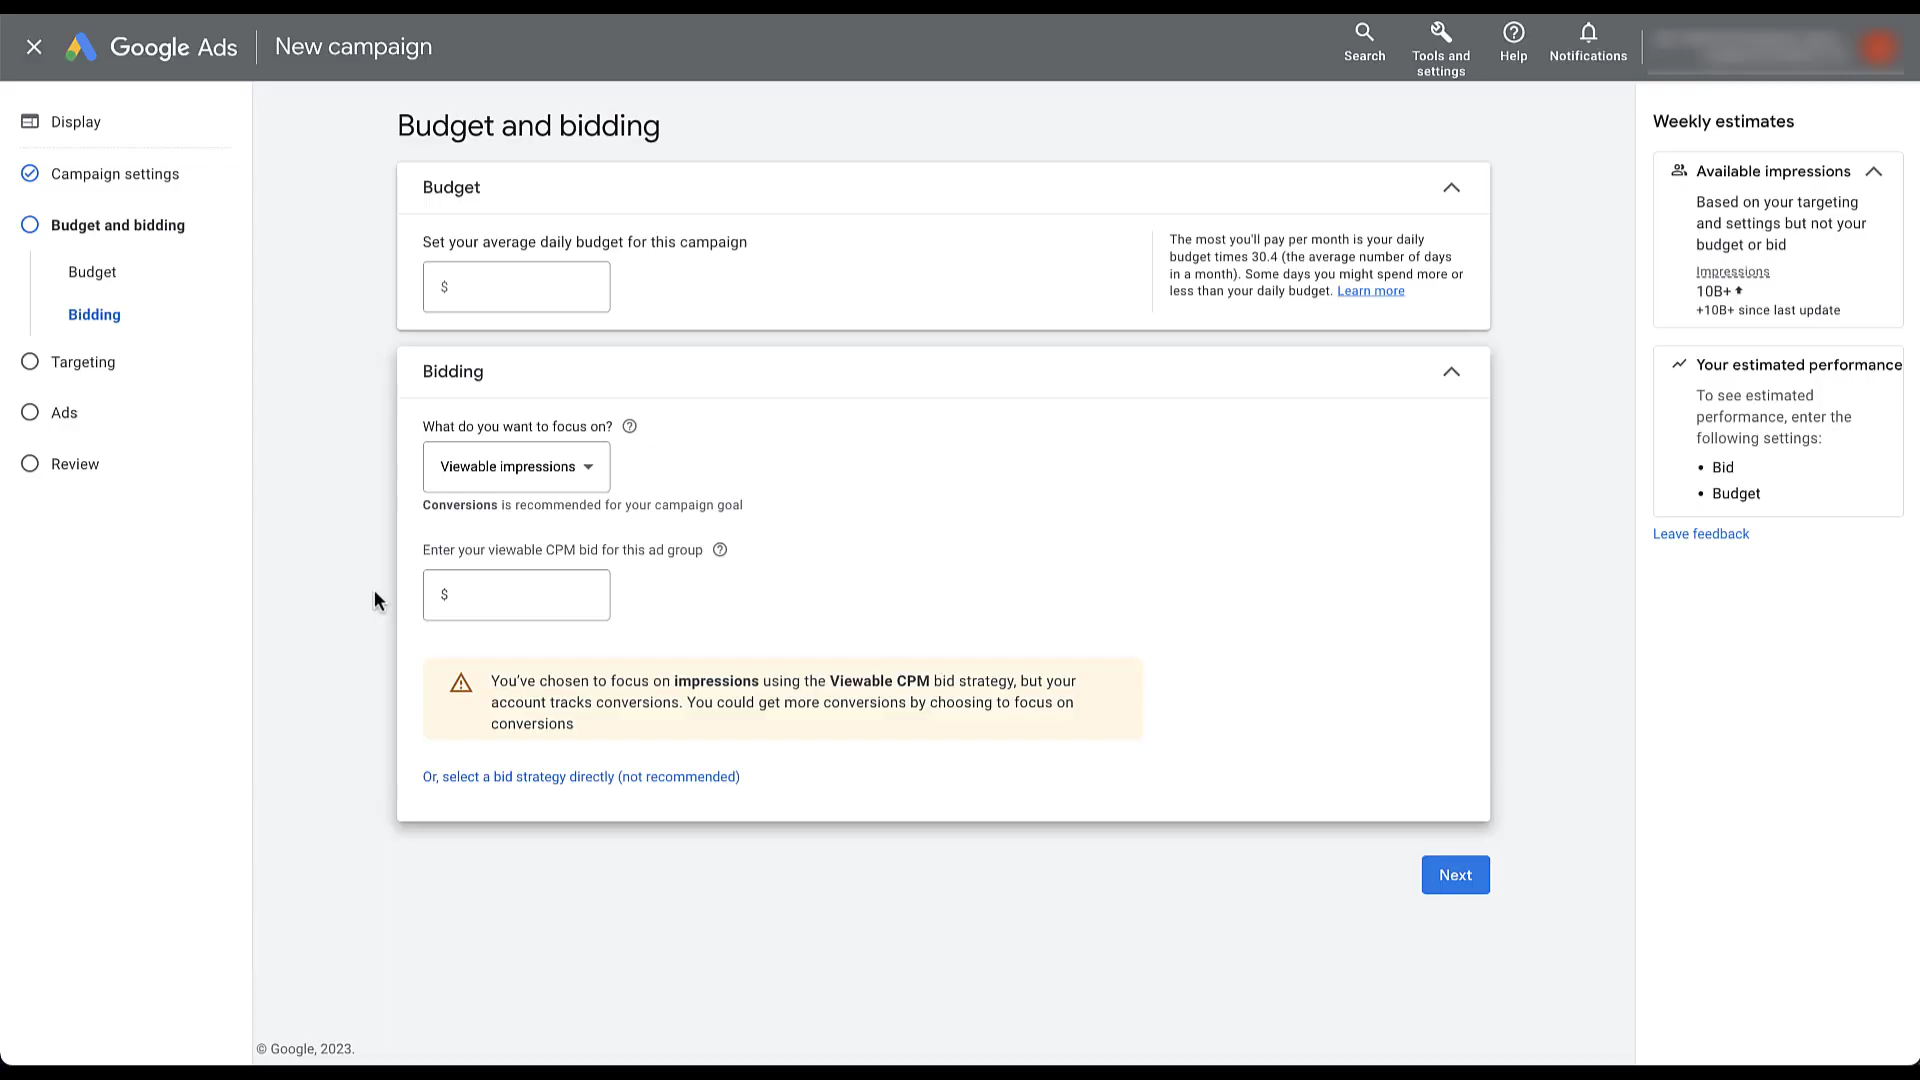 Google Ads
New campaign
Search
Tools and
settings
Help
Notifications
Display
Campaign settings
Budget and bidding
Budget
Bidding
Targeting
Ads
Review
Budget and bidding
Budget
Set your average daily budget for this campaign
$
The most you'll pay per month is your daily
budget times 30.4 (the average number of days
in a month). Some days you might spend more or
less than your daily budget. Learn more
Bidding
What do you want to focus on?
Viewable impressions
Conversions is recommended for your campaign goal
Enter your viewable CPM bid for this ad group
$
You've chosen to focus on impressions using the Viewable CPM bid strategy, but your
account tracks conversions. You could get more conversions by choosing to focus on
conversions
Or, select a bid strategy directly (not recommended)
Next
Weekly estimates
Available impressions
Based on your targeting
and settings but not your
budget or bid
Impressions
10B+
+10B+ since last update
Your estimated performance
To see estimated
performance, enter the
following settings:
• Bid
• Budget
Leave feedback
© Google, 2023.